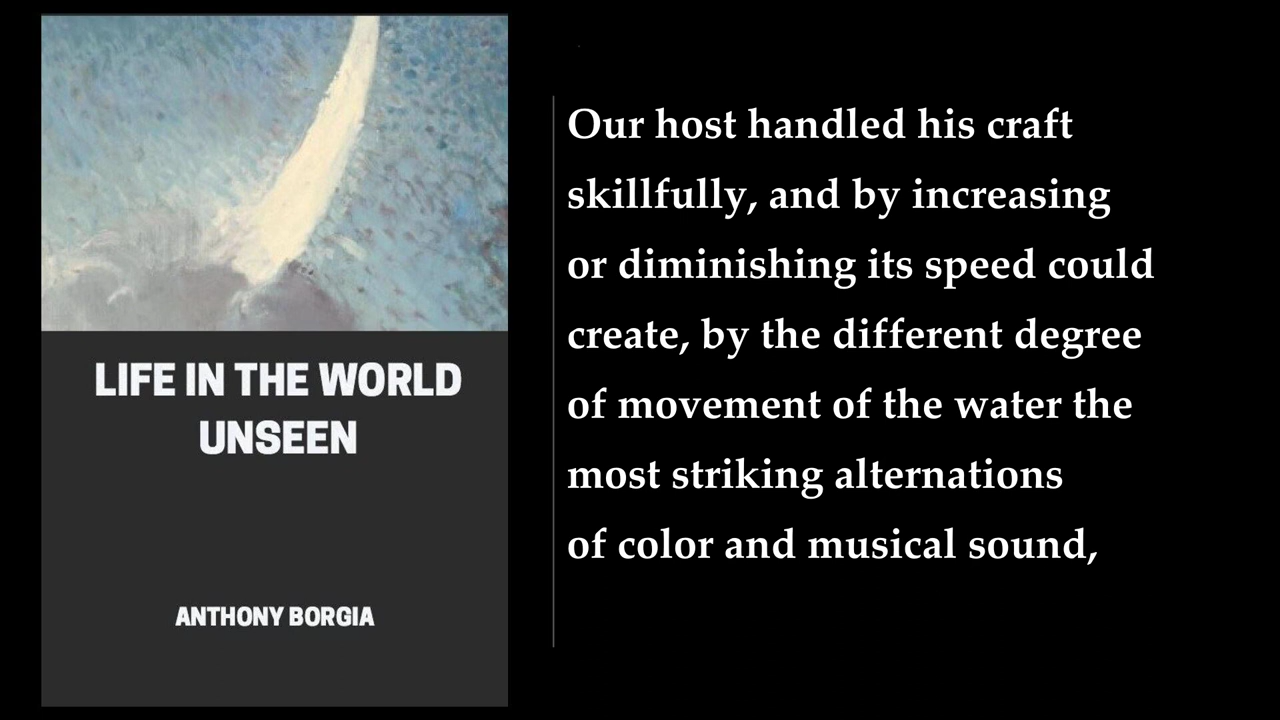 LIFE IN THE WORLD
UNSEEN
ANTHONY BORGIA
Our host handled his craft
skillfully, and by increasing
or diminishing its speed could
create, by the different degree
of movement of the water the
most striking alternations
of color and musical sound,